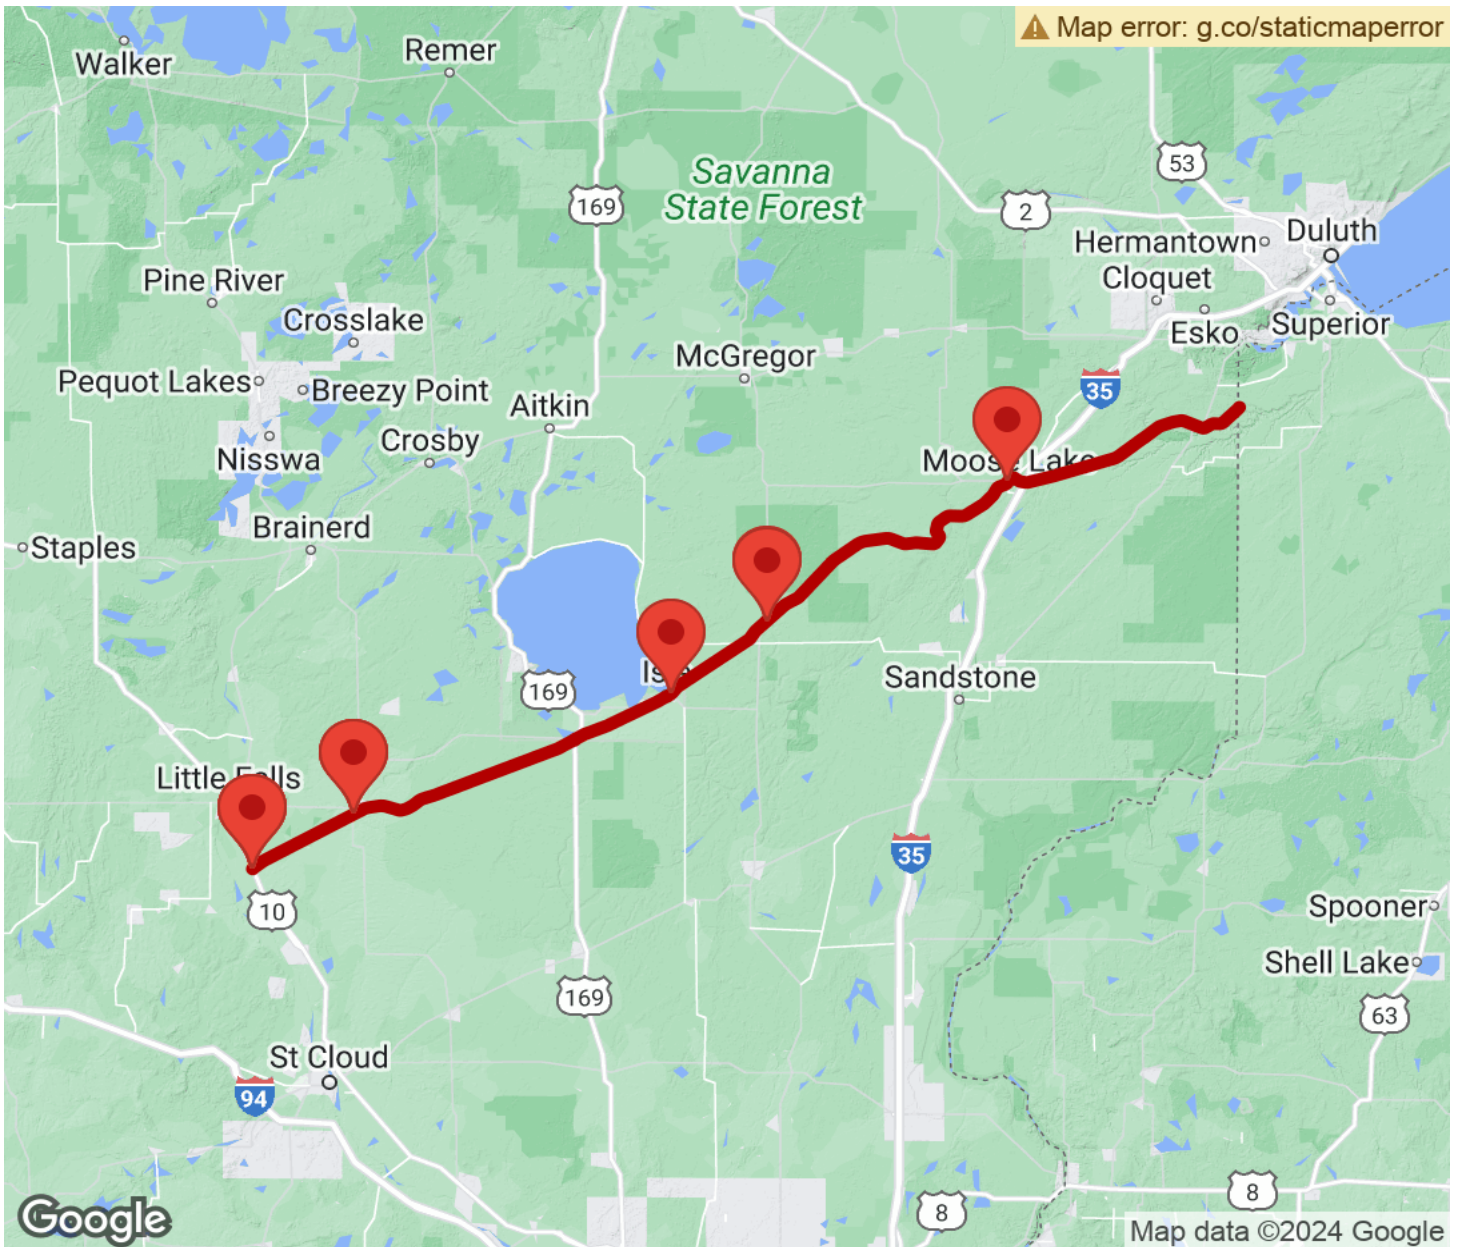 Map error: g.co/staticmaperror
Remer
Walker
53
Savanna
State Forest
169
2
Duluth
Hermantown
Cloquet
Pine River
Crosslake
Superior
Esko
McGregor
Pequot Lakes
Breezy Point
35
Aitkin
Crosby
Nisswa
Moose Lake
Brainerd
Staples
Isle
Sandstone
169
Little Falls
35
10
Spooner
Shell Lake
169
63
St Cloud
94
8
8
Google
Map data ©2024 Google